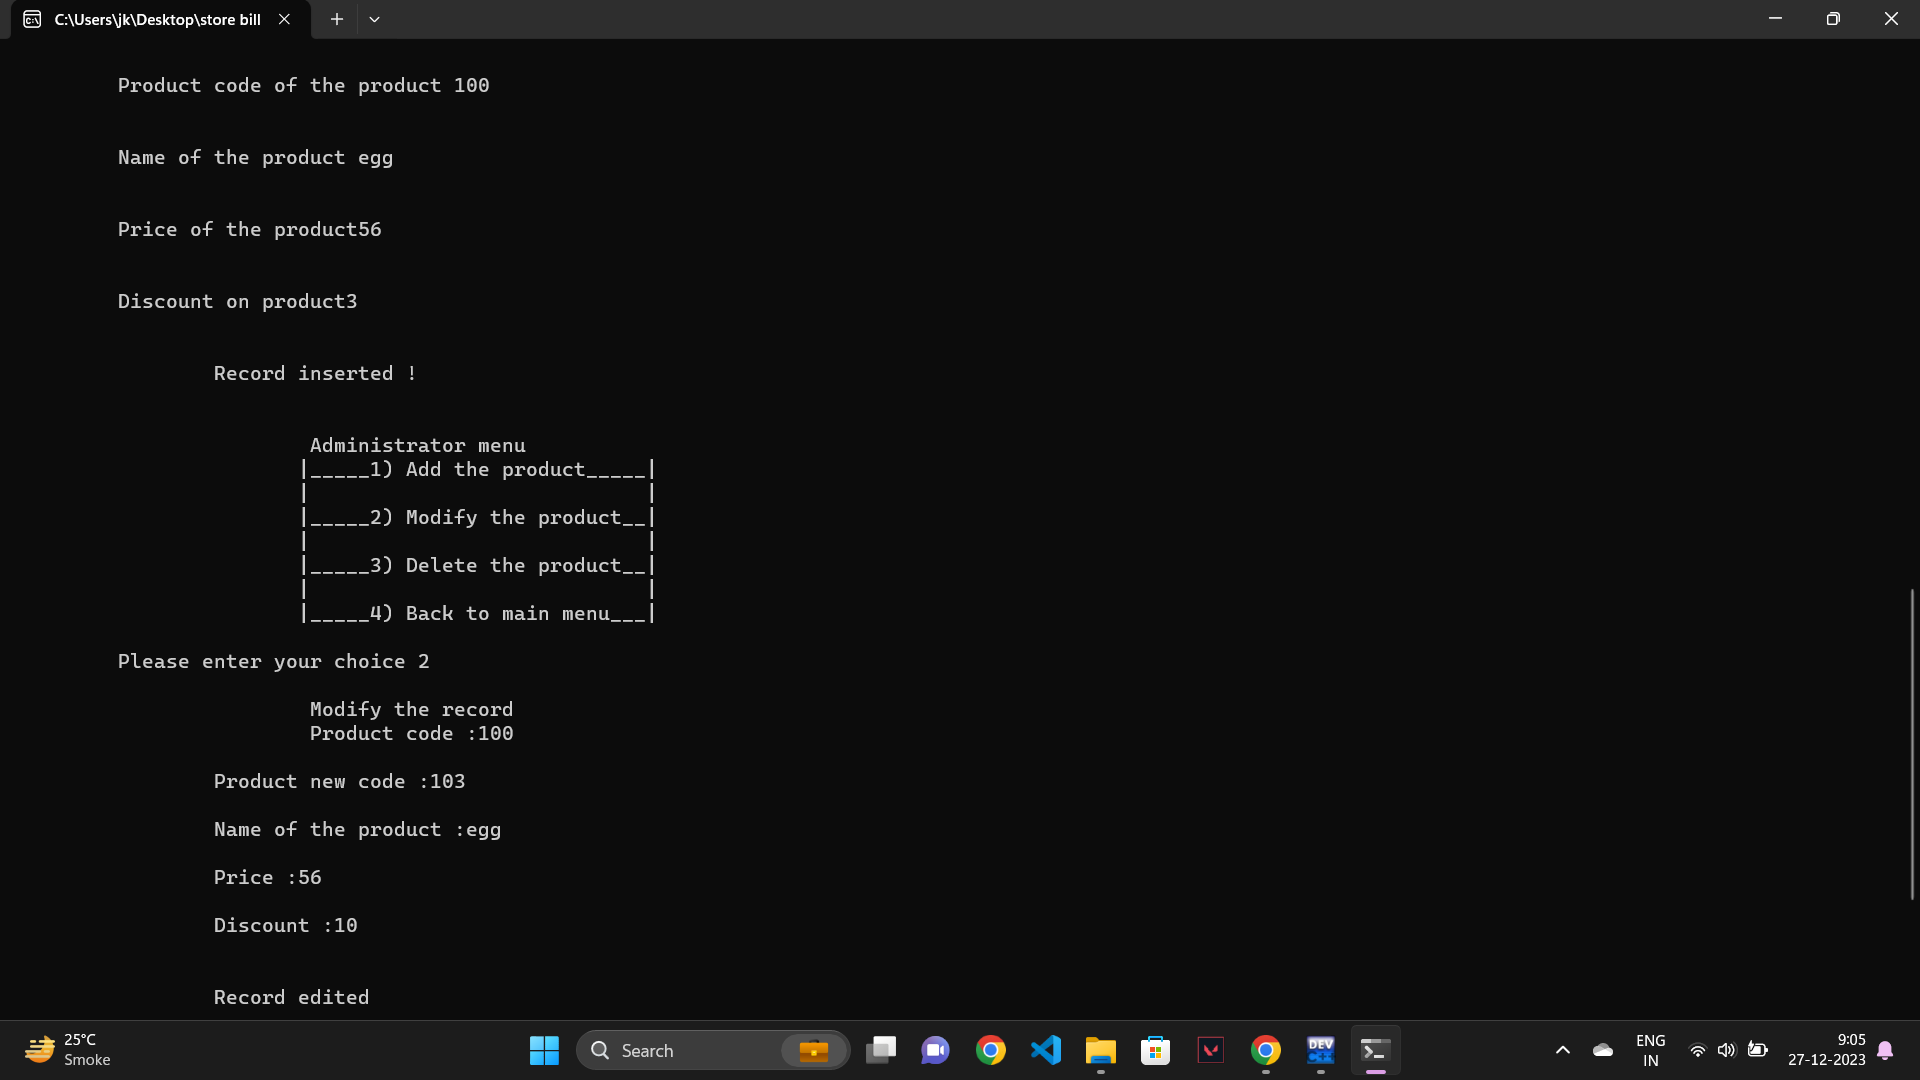 C:\Users\jk\Desktop\store bill
Product code of the product 100
Name of the product egg
Price of the product56
Discount on product3
Record inserted !
Administrator menu
|_____1) Add the product_____|
| |
|_____2) Modify the product__|
| |
|_____3) Delete the product__|
| |
|_____4) Back to main menu___|
Please enter your choice 2
Modify the record
Product code :100
Product new code :103
Name of the product :egg
Price :56
Discount :10
Record edited
25°C
Smoke
Search
DEV
ENG
IN
9:05
27-12-2023